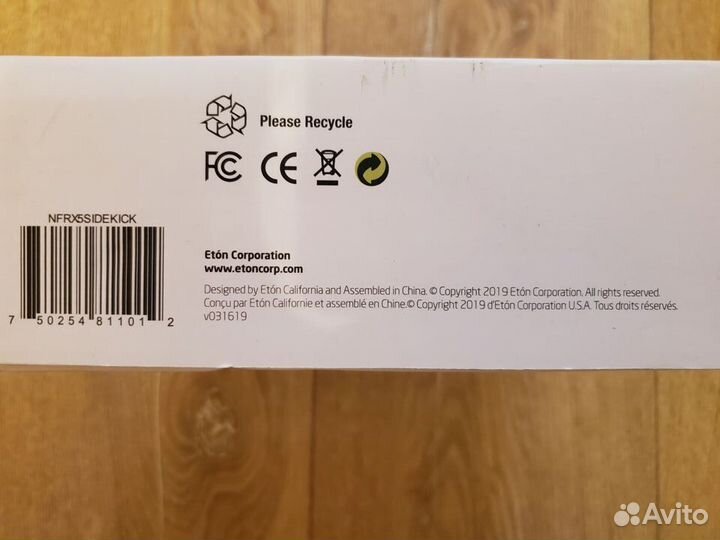 Please Recycle
FC CE
NFRX5SIDEKICK
7 50254 81101 2
Etón Corporation
www.etoncorp.com
Designed by Etón California and Assembled in China. © Copyright 2019 Etón Corporation. All rights reserved.
Conçu par Etón Californie et assemblé en Chine.© Copyright 2019 d'Etón Corporation U.S.A. Tous droits réservés.
v031619
Avito